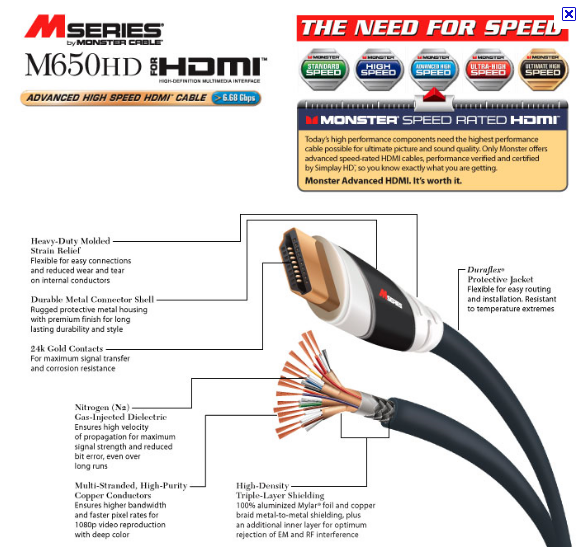 M SERIES
by MONSTER CABLE®
M650HD FOR HDMI™
HIGH-DEFINITION MULTIMEDIA INTERFACE
ADVANCED HIGH SPEED HDMI CABLE > 6.68 Gbps
THE NEED FOR SPEED
MONSTER STANDARD SPEED
MONSTER HIGH SPEED
MONSTER ADVANCED HIGH SPEED
MONSTER ULTRA-HIGH SPEED
MONSTER ULTIMATE HIGH SPEED
MONSTER® SPEED RATED HDMI™
Today's high performance components need the highest performance
cable possible for ultimate picture and sound quality. Only Monster offers
advanced speed-rated HDMI cables, performance verified and certified
by Simplay HD, so you know exactly what you are getting.
Monster Advanced HDMI. It's worth it.
Heavy-Duty Molded
Strain Relief
Flexible for easy connections
and reduced wear and tear
on internal conductors
Durable Metal Connector Shell
Rugged protective metal housing
with premium finish for long
lasting durability and style
24k Gold Contacts
For maximum signal transfer
and corrosion resistance
Nitrogen (N2)
Gas-Injected Dielectric
Ensures high velocity
of propagation for maximum
signal strength and reduced
bit error, even over
long runs
Multi-Stranded, High-Purity
Copper Conductors
Ensures higher bandwidth
and faster pixel rates for
1080p video reproduction
with deep color
High-Density
Triple-Layer Shielding
100% aluminized Mylar® foil and copper
braid metal-to-metal shielding, plus
an additional inner layer for optimum
rejection of EM and RF interference
Duraflex®
Protective Jacket
Flexible for easy routing
and installation. Resistant
to temperature extremes
M SERIES